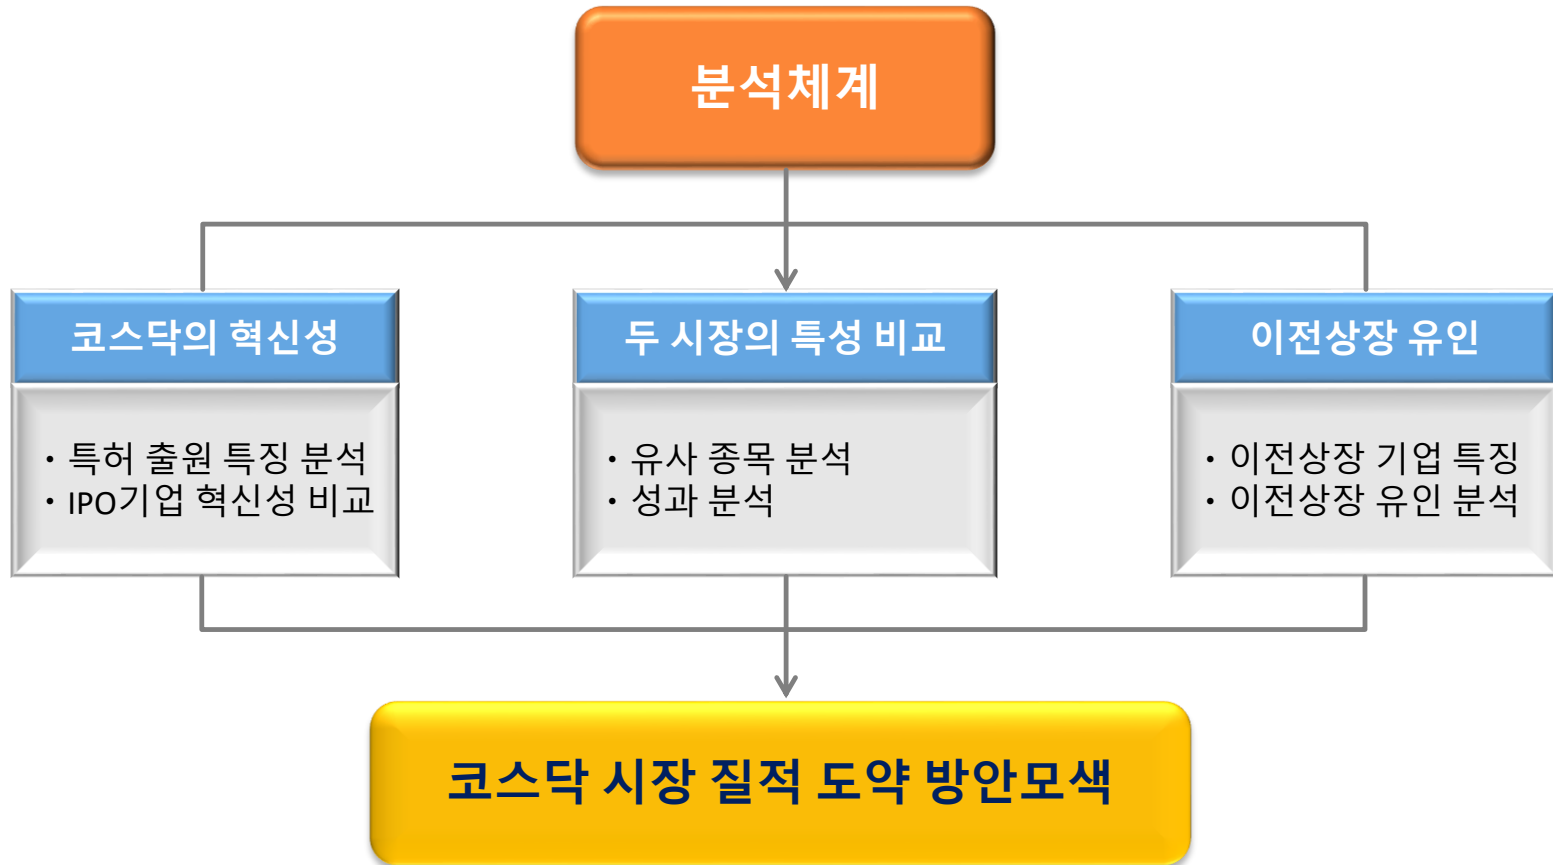 분석체계
코스닥의 혁신성
· 특허 출원 특징 분석
· IPO기업 혁신성 비교
두 시장의 특성 비교
· 유사 종목 분석
· 성과 분석
이전상장 유인
· 이전상장 기업 특징
· 이전상장 유인 분석
코스닥 시장 질적 도약 방안모색